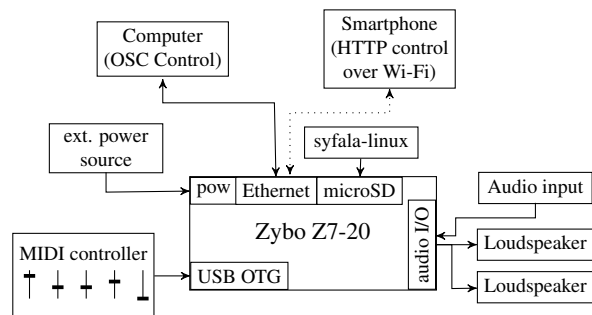 Computer
(OSC Control)
Smartphone
(HTTP control
over Wi-Fi)
ext. power
source
syfala-linux
pow
Ethernet
microSD
Audio input
Zybo Z7-20
audio I/O
Loudspeaker
MIDI controller
USB OTG
Loudspeaker